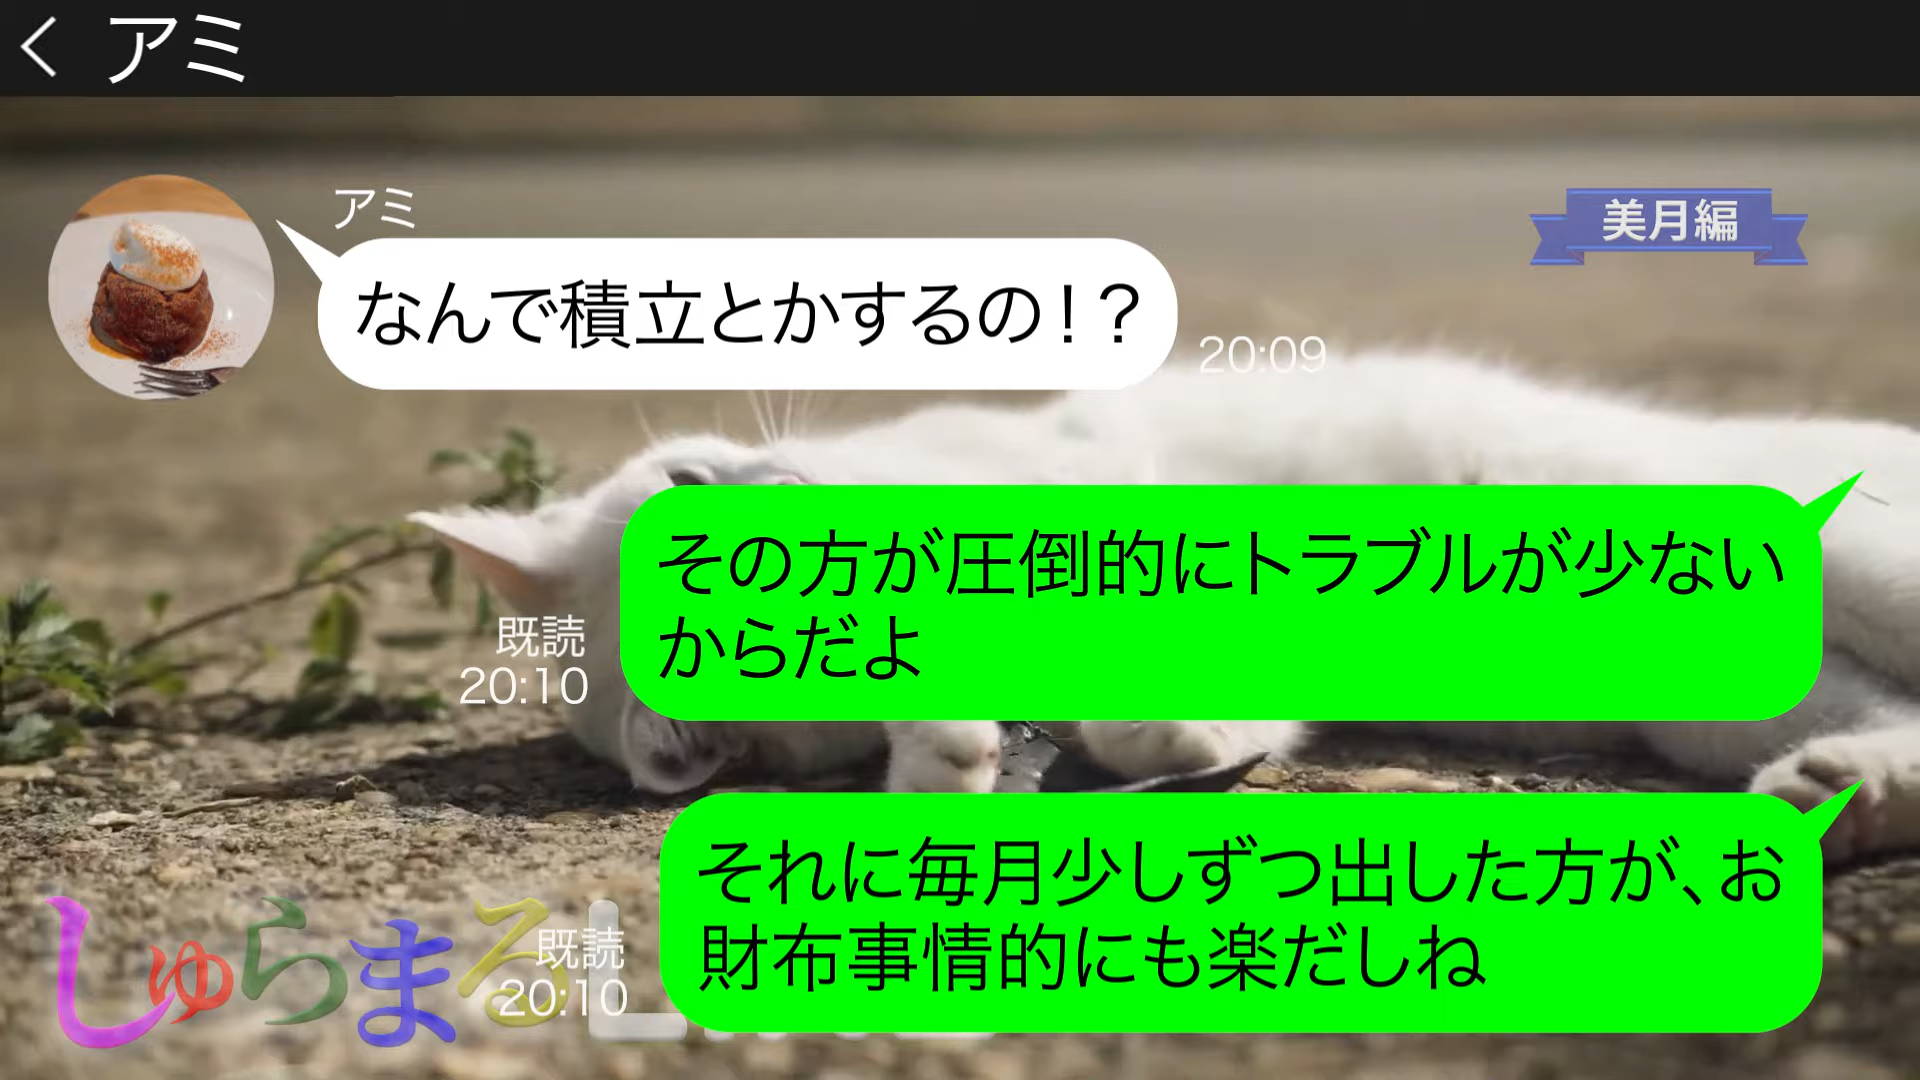 アミ
アミ
美月編
なんで積立とかするの！？
20:09
その方が圧倒的にトラブルが少ない
からだよ
既読
20:10
それに毎月少しずつ出した方が、お
財布事情的にも楽だしね
既読
20:10
しゅらまる